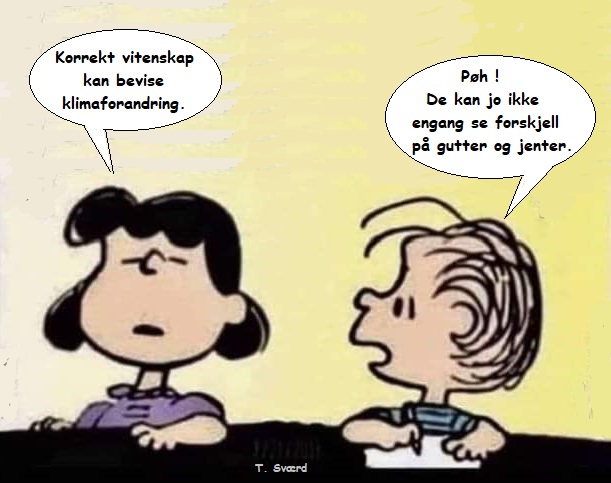 Korrekt vitenskap
kan bevise
klimaforandring.
Pøh !
De kan jo ikke
engang se forskjell
på gutter og jenter.
T. Sværd